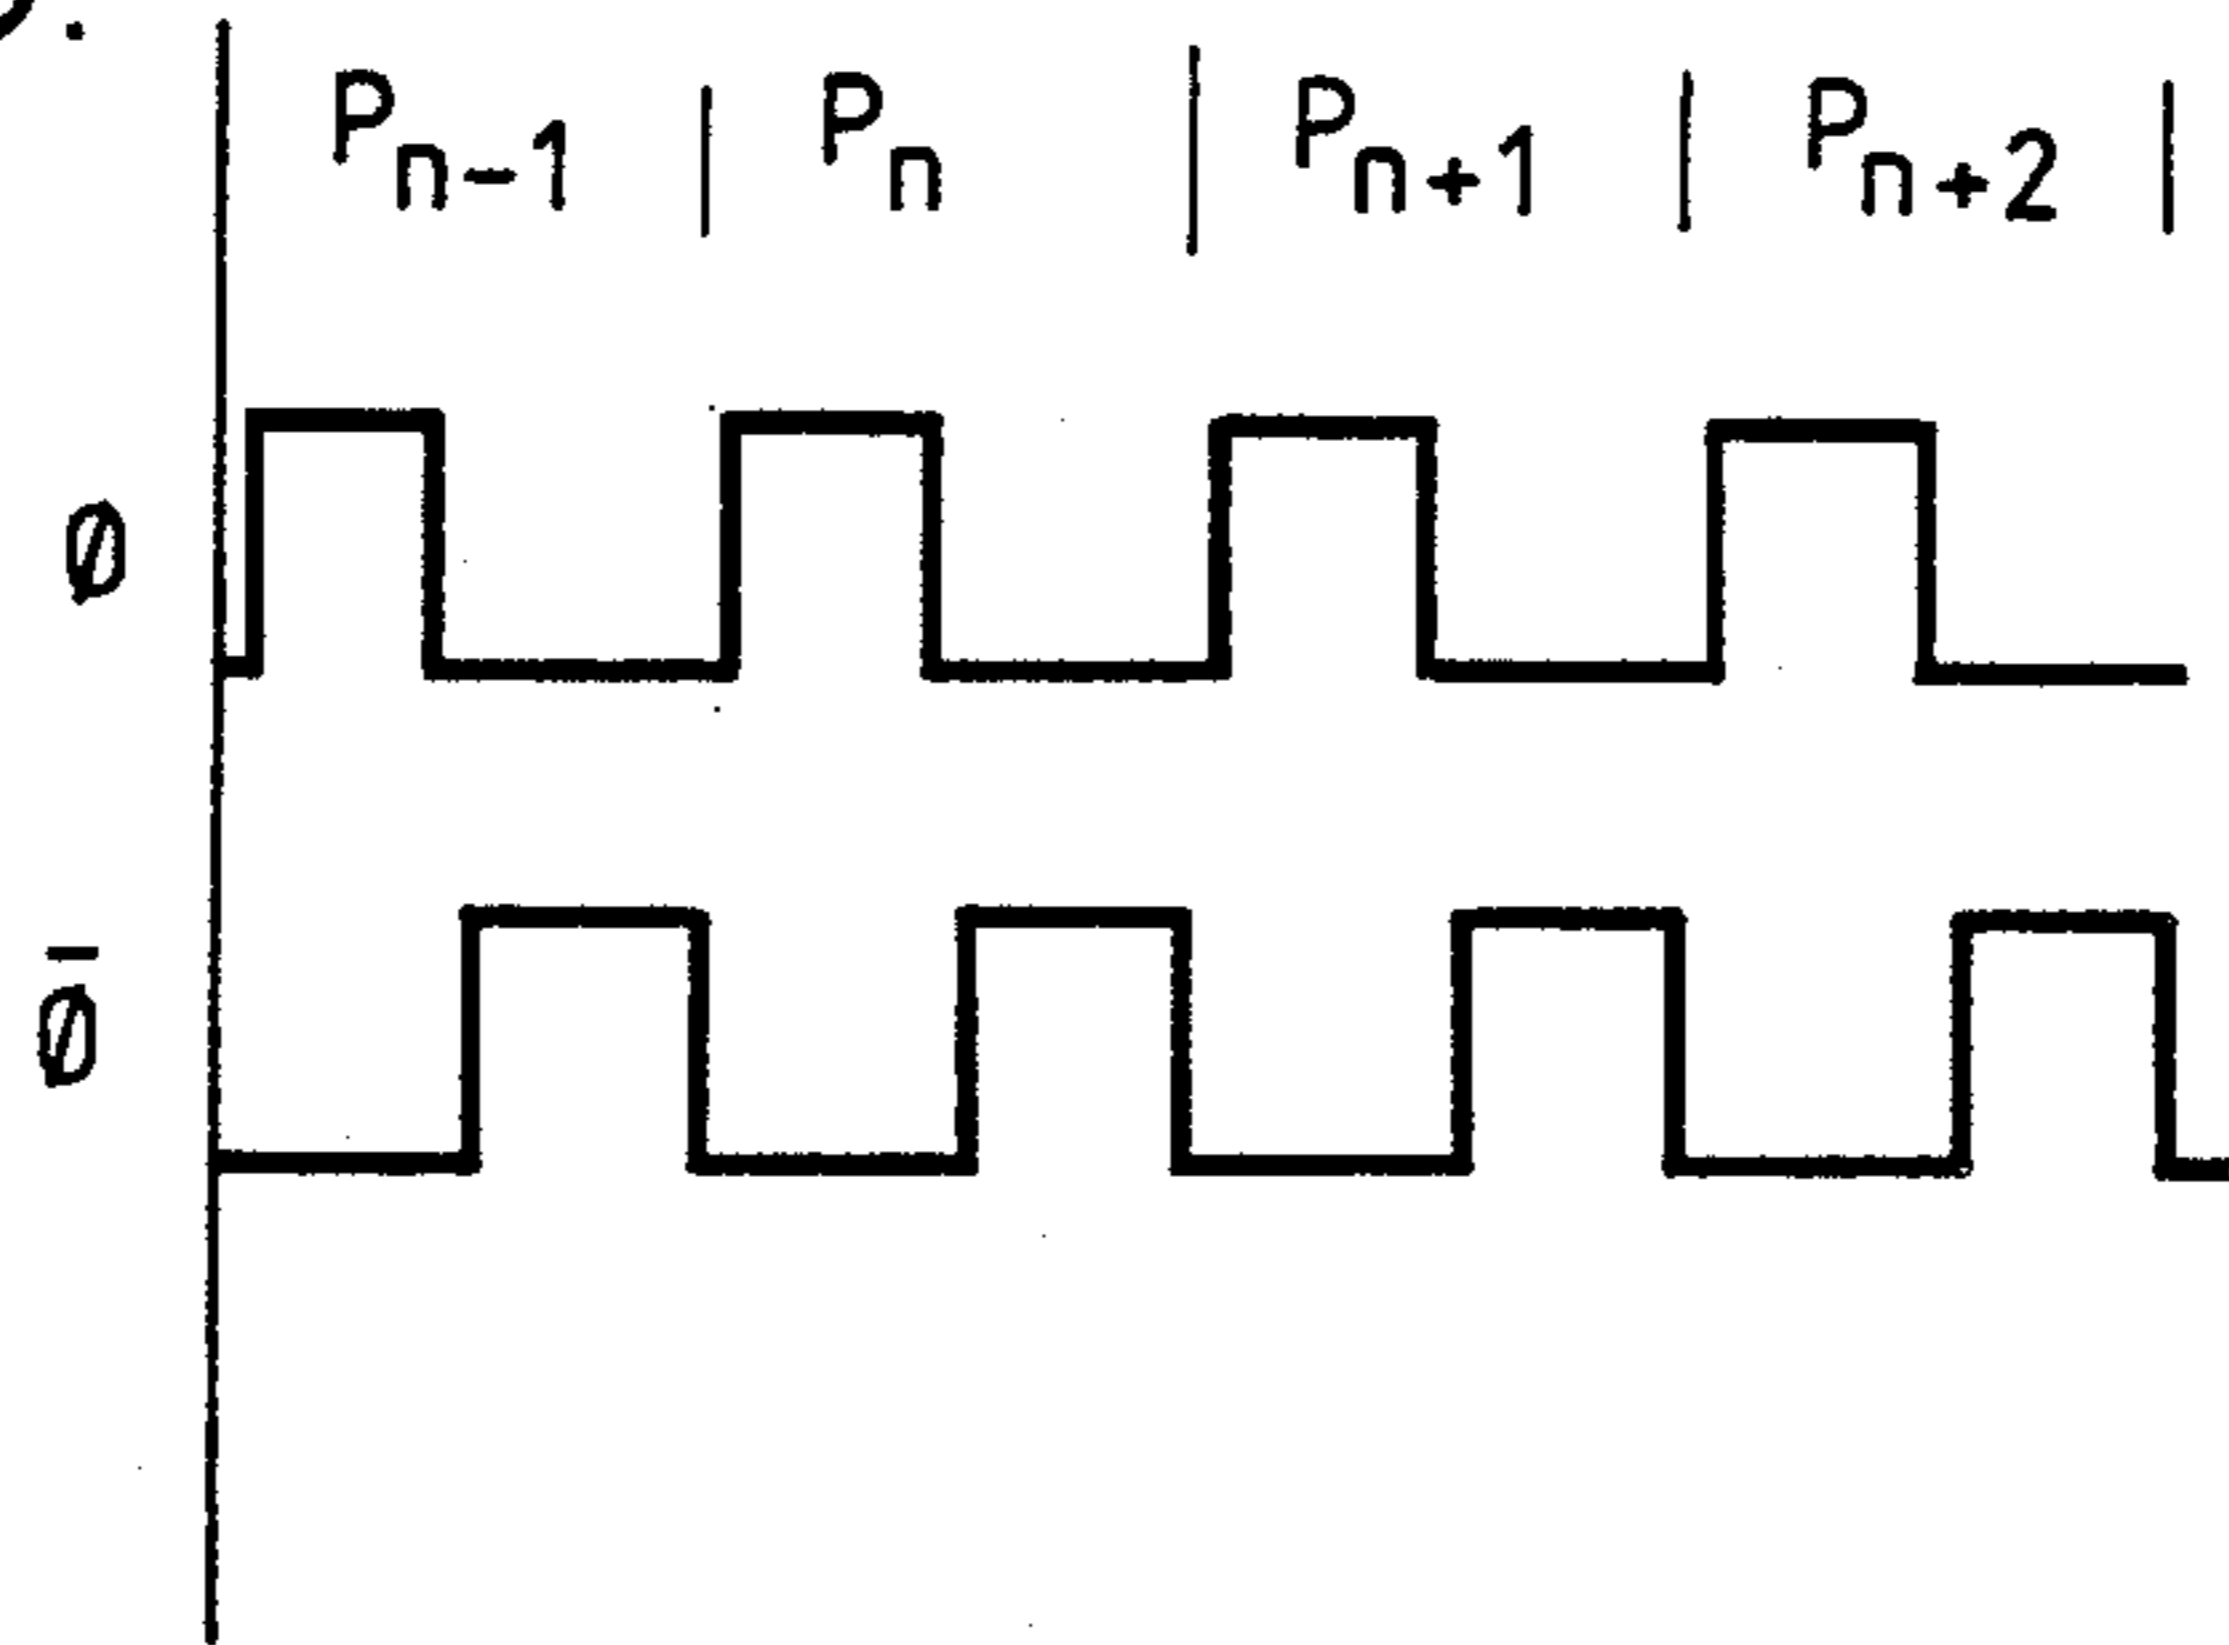 P_{n-1} | P_n | P_{n+1} | P_{n+2} |
Ø
Ø̅